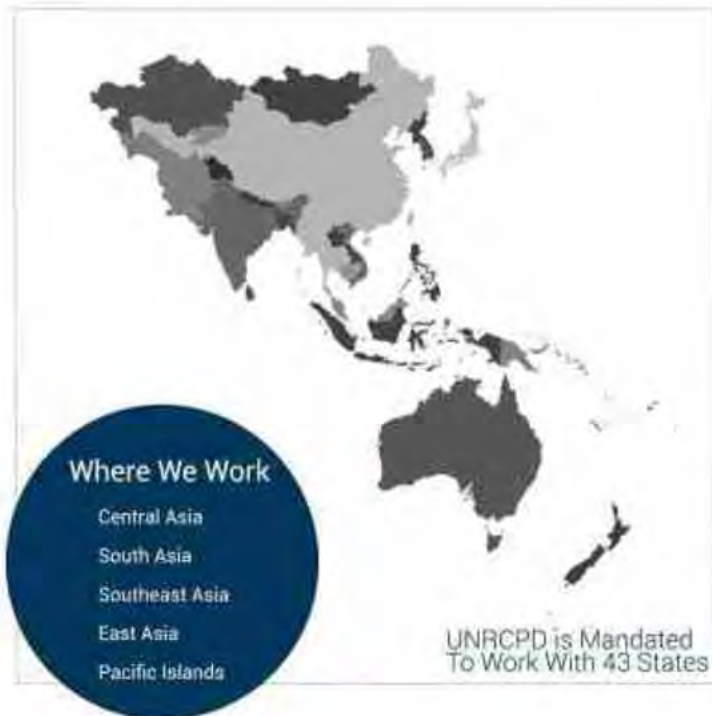 Where We Work
Central Asia
South Asia
Southeast Asia
East Asia
Pacific Islands
UNRCPD is Mandated
To Work With 43 States